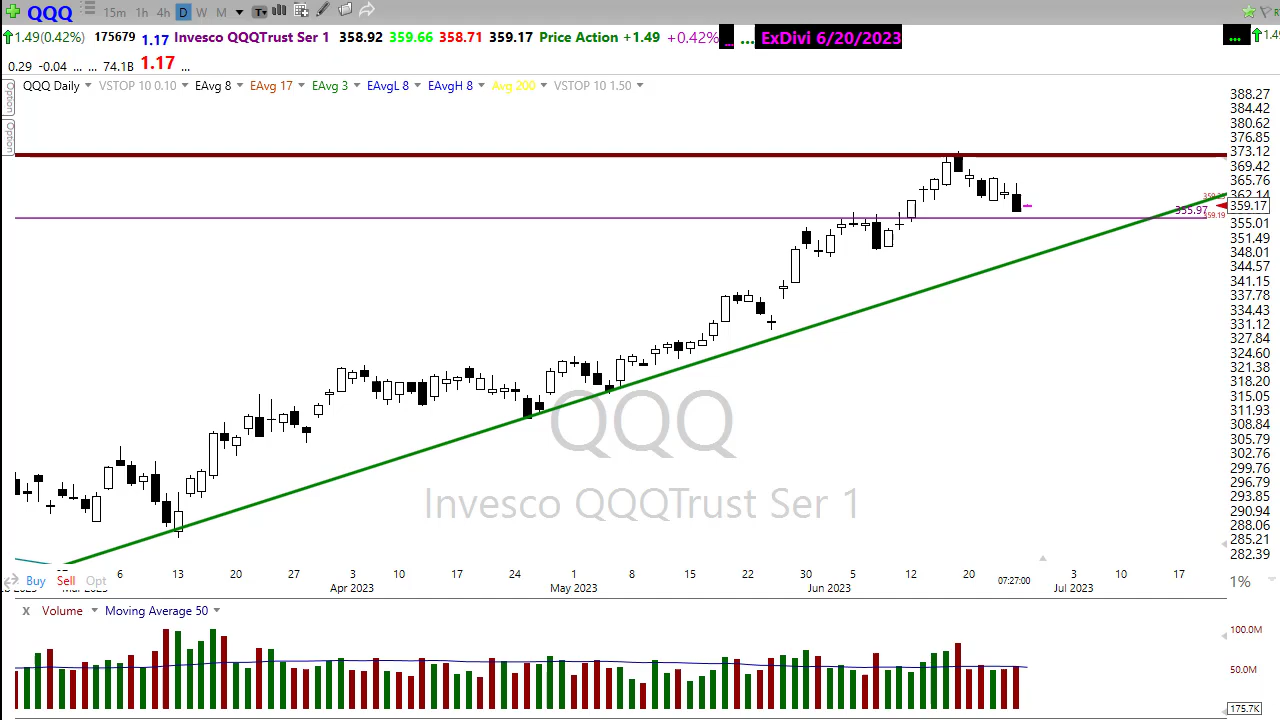 QQQ 15m 1h 4h D W M T
1.49(0.42%) 175679 1.17 Invesco QQQTrust Ser 1 358.92 359.66 358.71 359.17 Price Action +1.49 +0.42% ... ... ExDivi 6/20/2023 ... 1.49
0.29 -0.04 ... ... 74.1B 1.17 ...
QQQ Daily VSTOP 10 0.10 EAvg 8 EAvg 17 EAvg 3 EAvgL 8 EAvgH 8 Avg 200 VSTOP 10 1.50
Option
Option
388.27
384.42
380.62
376.85
373.12
369.42
365.76
362.14
359.17
355.97
359.19
355.01
351.49
348.01
344.57
341.15
337.78
334.43
331.12
327.84
324.60
321.38
318.20
315.05
311.93
308.84
305.79
302.76
299.76
296.79
293.85
290.94
288.06
285.21
282.39
QQQ
Invesco QQQTrust Ser 1
6 13 20 27 3 10 17 24 1 8 15 22 30 5 12 20 07:27:00 3 10 17
Buy Sell Opt 1%
Apr 2023 May 2023 Jun 2023 Jul 2023
X Volume Moving Average 50
100.0M
50.0M
175.7K